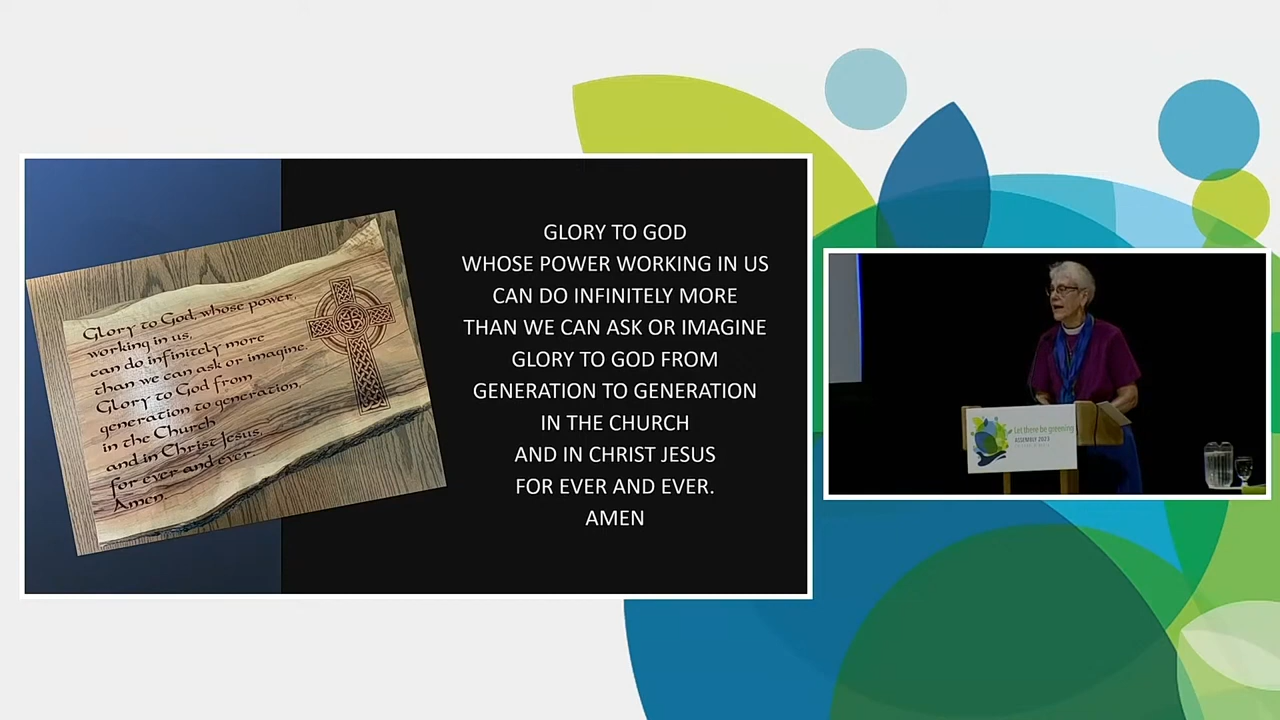 Glory to God, whose power,
working in us,
can do infinitely more
than we can ask or imagine.
Glory to God from
generation to generation,
in the Church
and in Christ Jesus,
for ever and ever.
Amen.
GLORY TO GOD
WHOSE POWER WORKING IN US
CAN DO INFINITELY MORE
THAN WE CAN ASK OR IMAGINE
GLORY TO GOD FROM
GENERATION TO GENERATION
IN THE CHURCH
AND IN CHRIST JESUS
FOR EVER AND EVER.
AMEN
Let there be greening
ASSEMBLY 2023